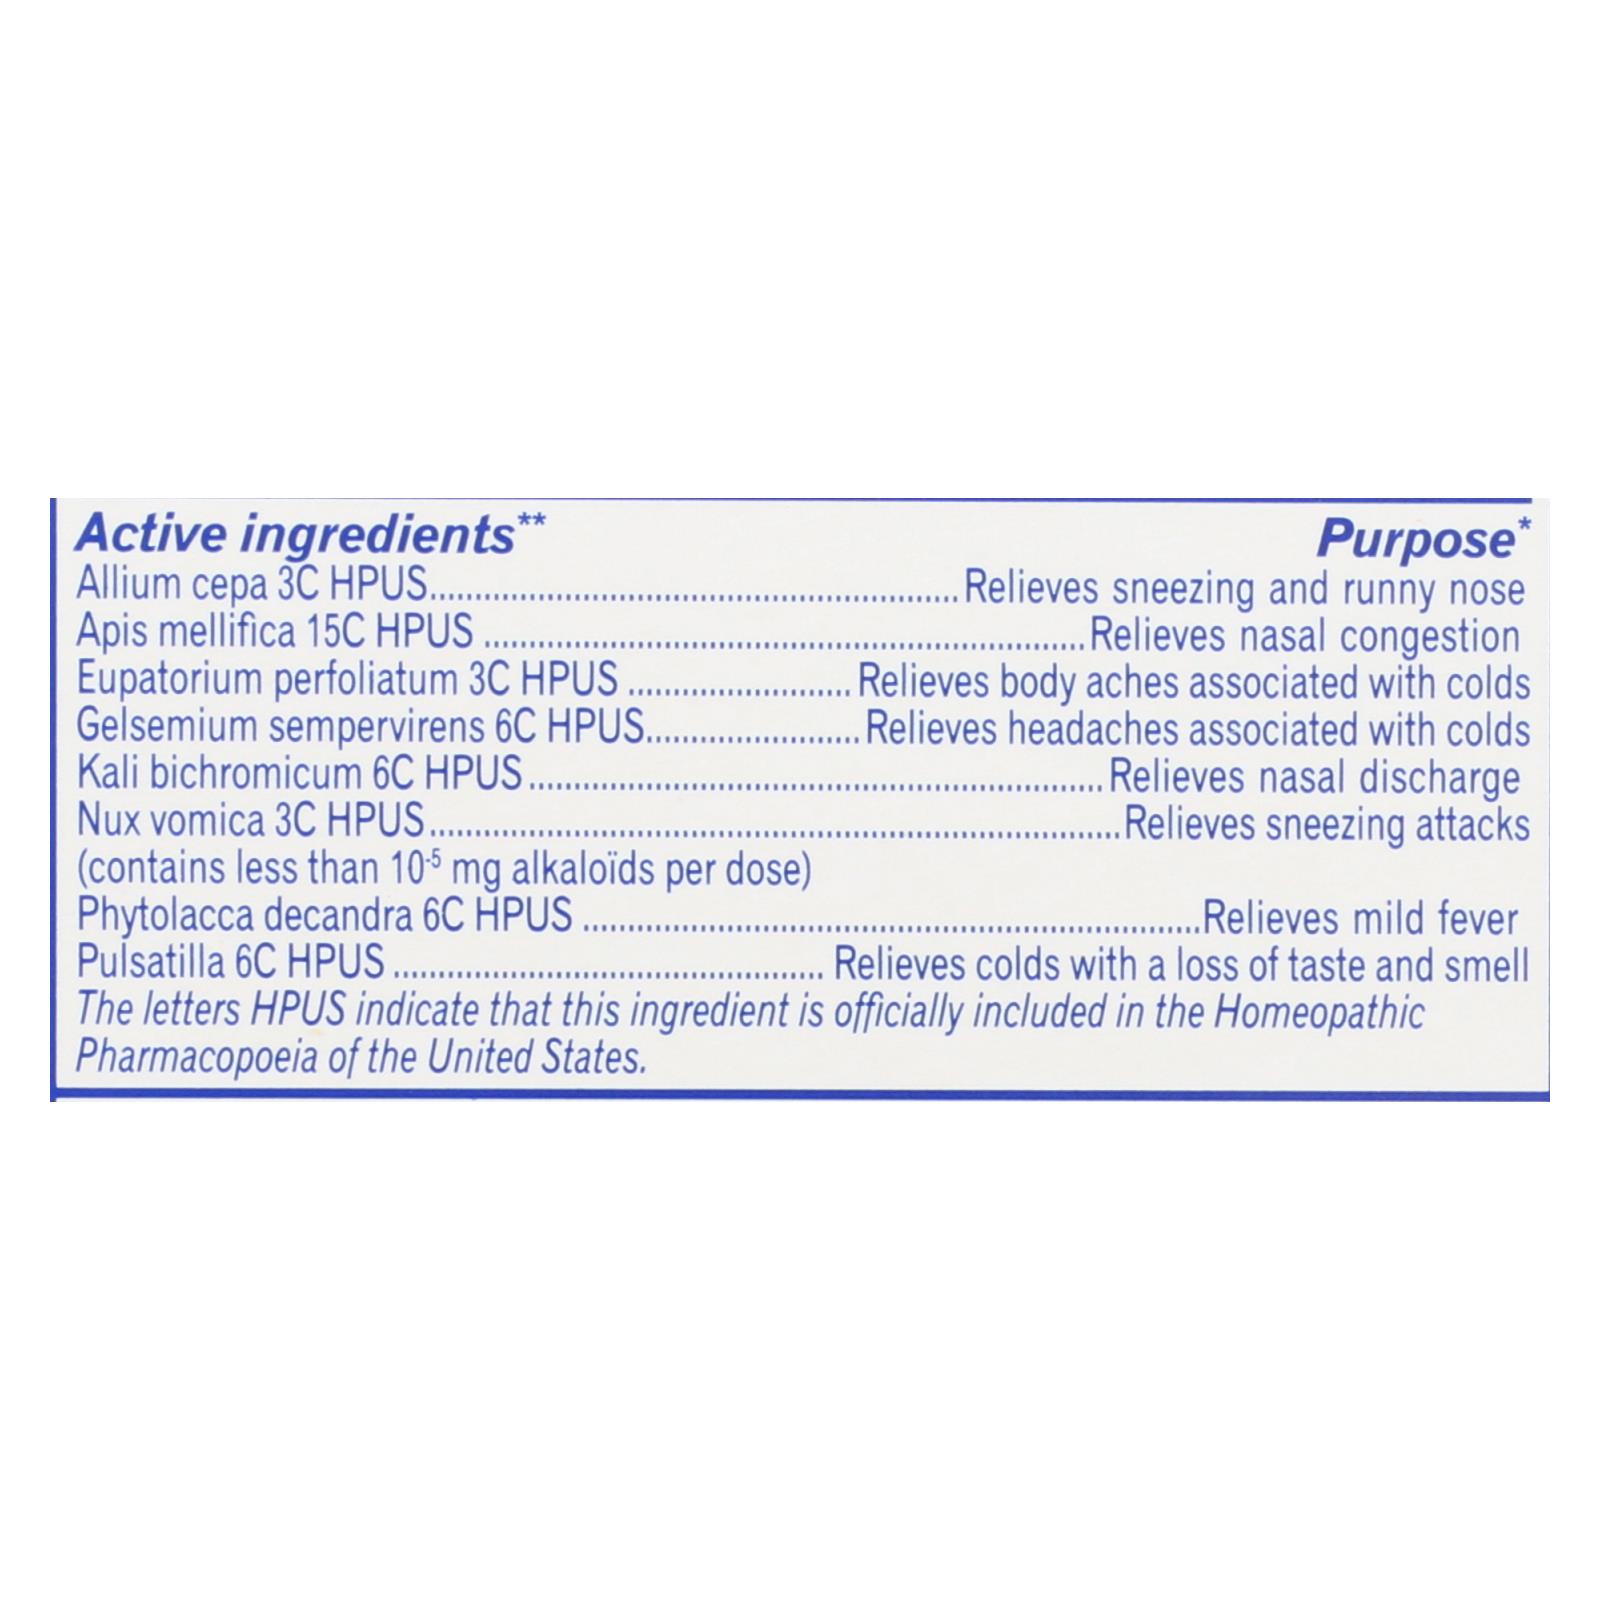 Active ingredients** Purpose*
Allium cepa 3C HPUS..........Relieves sneezing and runny nose
Apis mellifica 15C HPUS..........Relieves nasal congestion
Eupatorium perfoliatum 3C HPUS..........Relieves body aches associated with colds
Gelsemium sempervirens 6C HPUS..........Relieves headaches associated with colds
Kali bichromicum 6C HPUS..........Relieves nasal discharge
Nux vomica 3C HPUS..........Relieves sneezing attacks
(contains less than 10⁻⁵ mg alkaloïds per dose)
Phytolacca decandra 6C HPUS..........Relieves mild fever
Pulsatilla 6C HPUS..........Relieves colds with a loss of taste and smell
The letters HPUS indicate that this ingredient is officially included in the Homeopathic
Pharmacopoeia of the United States.